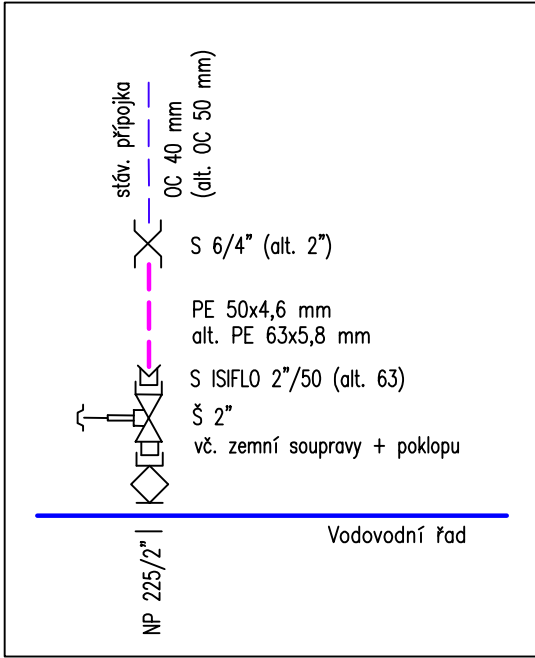 stáv. přípojka
OC 40 mm
(alt. OC 50 mm)
S 6/4" (alt. 2")
PE 50x4,6 mm
alt. PE 63x5,8 mm
S ISIFLO 2"/50 (alt. 63)
Š 2"
vč. zemní soupravy + poklopu
Vodovodní řad
NP 225/2"